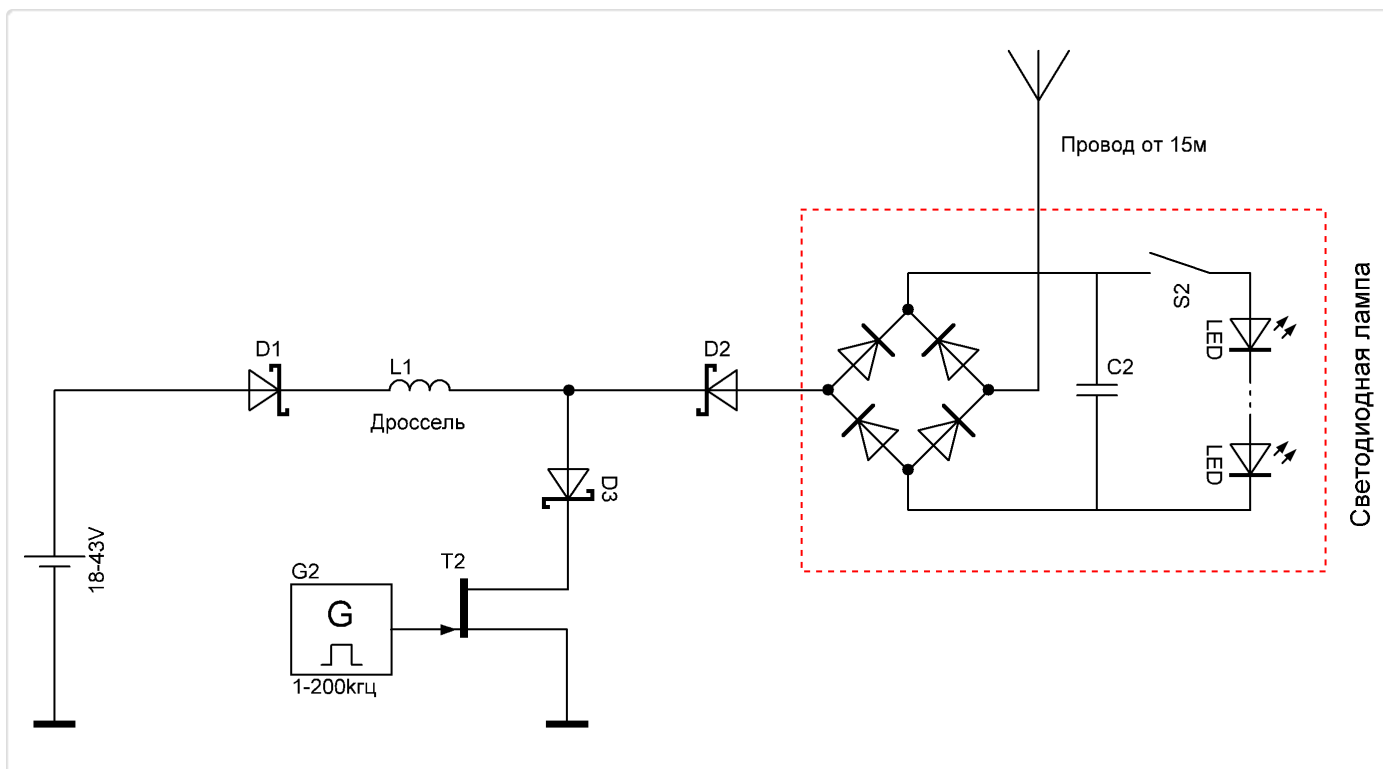 Провод от 15м
S2
LED
C2
LED
Светодиодная лампа
D1
L1
Дроссель
D2
D3
18-43V
T2
G2
G
1-200kгц